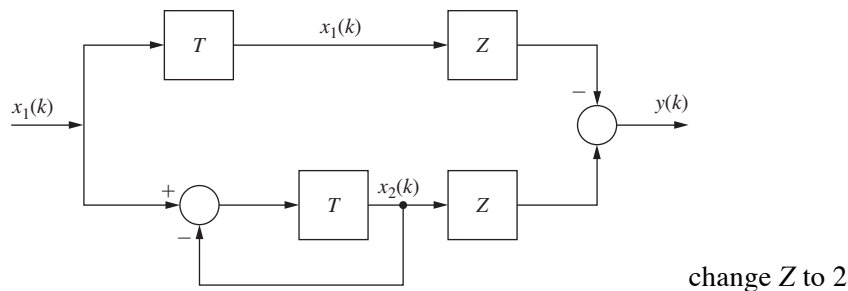 x₁(k)
T
x₁(k)
Z
−
y(k)
+
−
T
x₂(k)
Z
change Z to 2